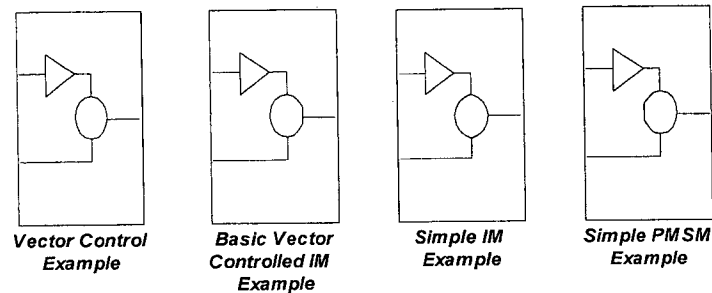 Vector Control
Example
Basic Vector
Controlled IM
Example
Simple IM
Example
Simple PMSM
Example